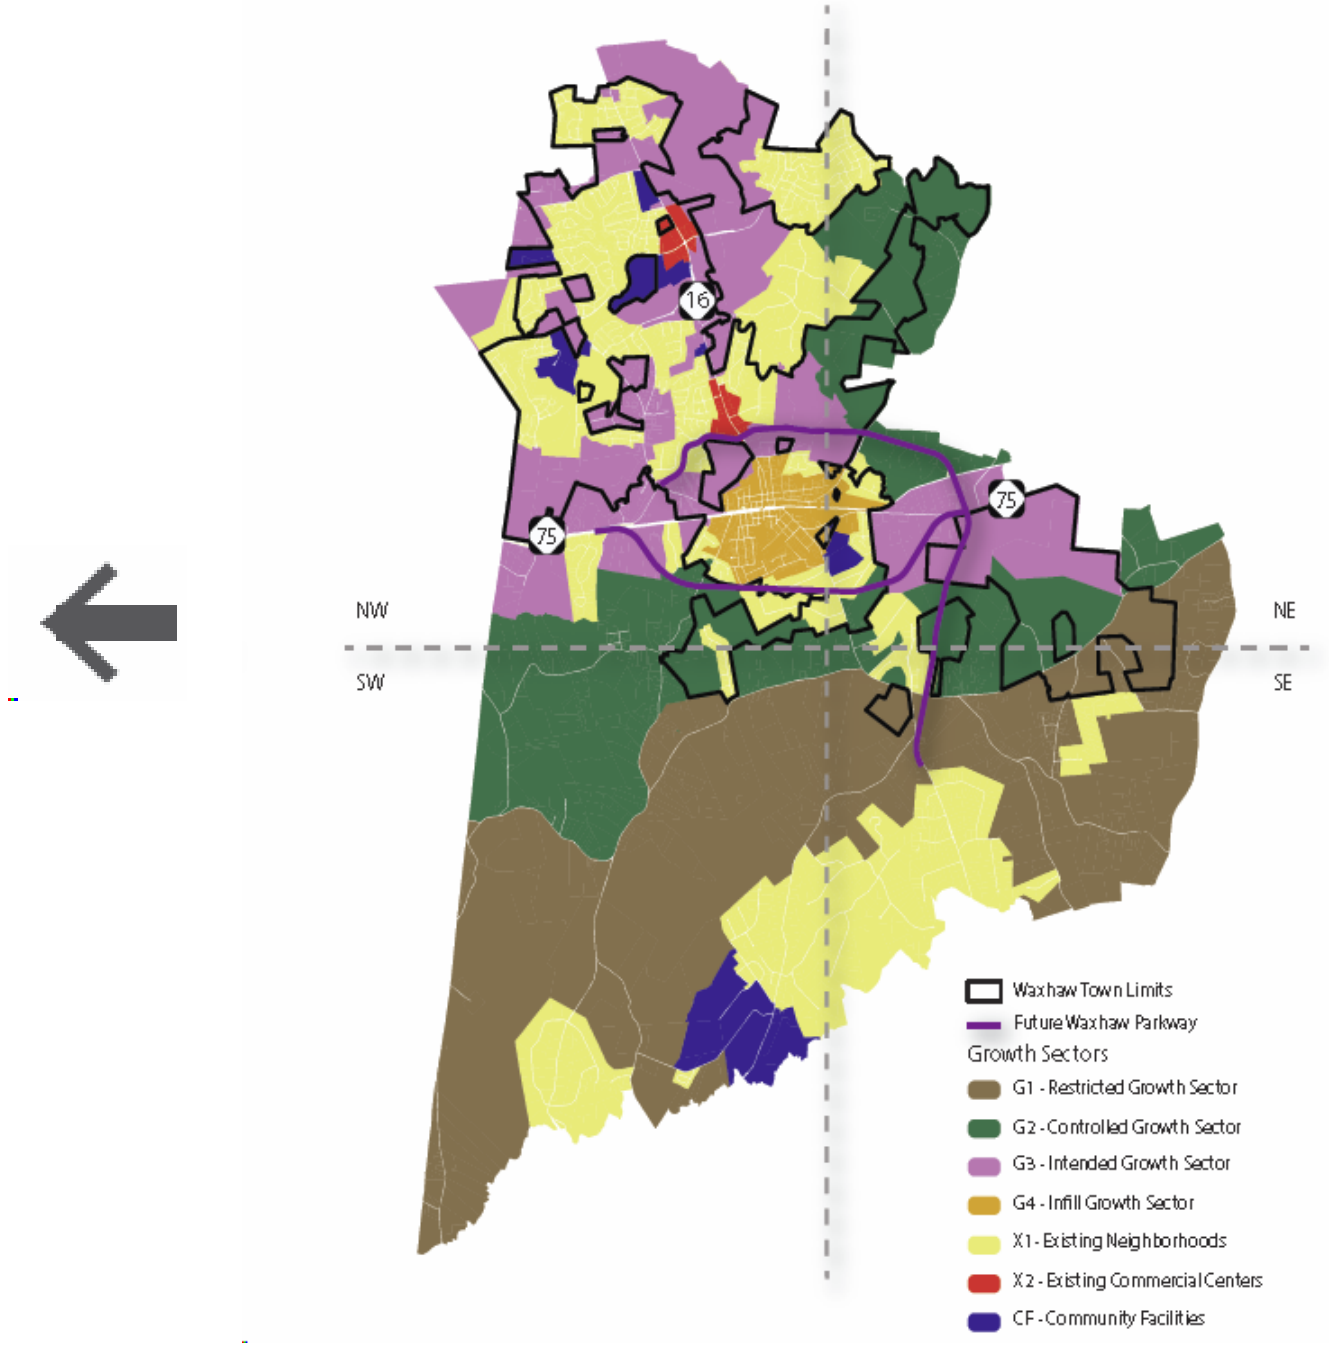 16
75
75
NW
NE
SW
SE
Waxhaw Town Limits
Future Waxhaw Parkway
Growth Sectors
G1 - Restricted Growth Sector
G2 - Controlled Growth Sector
G3 - Intended Growth Sector
G4 - Infill Growth Sector
X1 - Existing Neighborhoods
X2 - Existing Commercial Centers
CF - Community Facilities